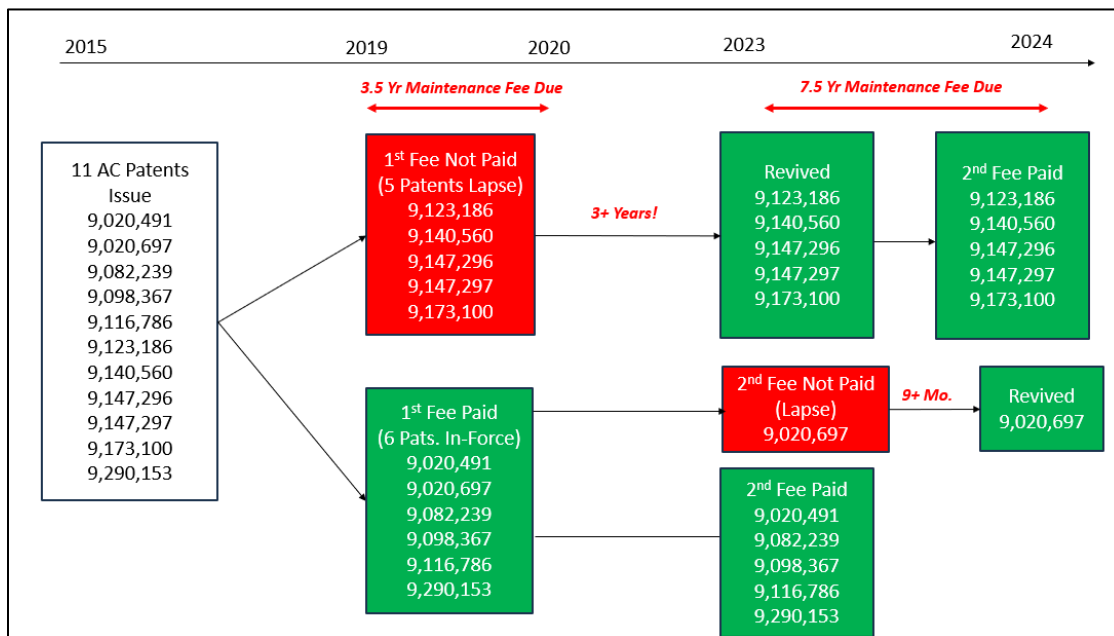 2015
2019
2020
2023
2024
3.5 Yr Maintenance Fee Due
7.5 Yr Maintenance Fee Due
11 AC Patents
Issue
9,020,491
9,020,697
9,082,239
9,098,367
9,116,786
9,123,186
9,140,560
9,147,296
9,147,297
9,173,100
9,290,153
1st Fee Not Paid
(5 Patents Lapse)
9,123,186
9,140,560
9,147,296
9,147,297
9,173,100
3+ Years!
Revived
9,123,186
9,140,560
9,147,296
9,147,297
9,173,100
2nd Fee Paid
9,123,186
9,140,560
9,147,296
9,147,297
9,173,100
1st Fee Paid
(6 Pats. In-Force)
9,020,491
9,020,697
9,082,239
9,098,367
9,116,786
9,290,153
2nd Fee Not Paid
(Lapse)
9,020,697
9+ Mo.
Revived
9,020,697
2nd Fee Paid
9,020,491
9,082,239
9,098,367
9,116,786
9,290,153